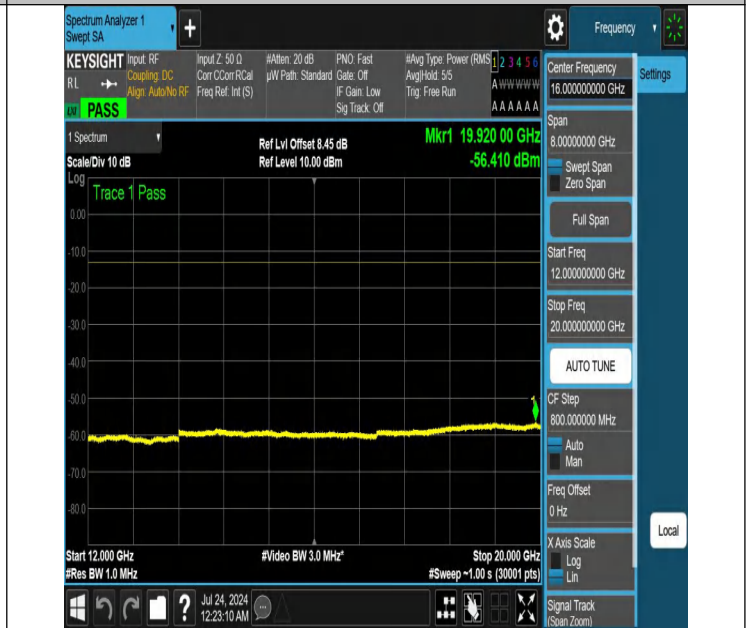 Spectrum Analyzer 1
Swept SA
+
Frequency
KEYSIGHT
RL
LXI PASS
Input: RF
Coupling: DC
Align: Auto/No RF
Input Z: 50 Ω
Corr CCorr RCal
Freq Ref: Int (S)
#Atten: 20 dB
µW Path: Standard
PNO: Fast
Gate: Off
IF Gain: Low
Sig Track: Off
#Avg Type: Power (RMS
Avg|Hold: 5/5
Trig: Free Run
1 2 3 4 5 6
A W W W W W
A A A A A A
1 Spectrum
Scale/Div 10 dB
Log
Ref Lvl Offset 8.45 dB
Ref Level 10.00 dBm
Mkr1 19.920 00 GHz
-56.410 dBm
Trace 1 Pass
0.00
-10.0
-20.0
-30.0
-40.0
-50.0
-60.0
-70.0
-80.0
1
Start 12.000 GHz
#Res BW 1.0 MHz
#Video BW 3.0 MHz*
Stop 20.000 GHz
#Sweep ~1.00 s (30001 pts)
Center Frequency
16.000000000 GHz
Span
8.00000000 GHz
Swept Span
Zero Span
Full Span
Start Freq
12.000000000 GHz
Stop Freq
20.000000000 GHz
AUTO TUNE
CF Step
800.000000 MHz
Auto
Man
Freq Offset
0 Hz
X Axis Scale
Log
Lin
Signal Track
(Span Zoom)
Settings
Local
?
Jul 24, 2024
12:23:10 AM